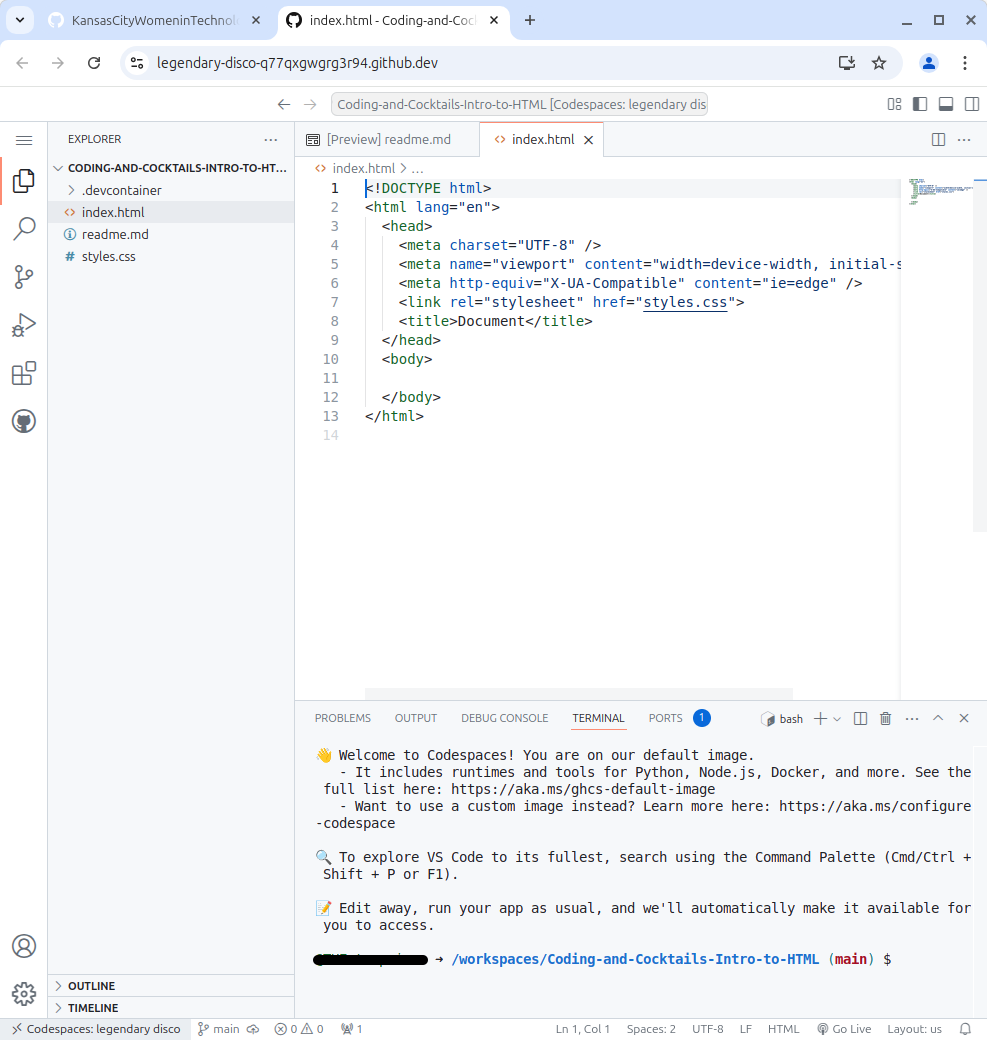 KansasCityWomeninTechnol
index.html - Coding-and-Coc
legendary-disco-q77qxgwgrg3r94.github.dev
Coding-and-Cocktails-Intro-to-HTML [Codespaces: legendary dis
EXPLORER
CODING-AND-COCKTAILS-INTRO-TO-HT...
.devcontainer
index.html
readme.md
styles.css
OUTLINE
TIMELINE
[Preview] readme.md
index.html
index.html > ...
1 <!DOCTYPE html>
2 <html lang="en">
3 <head>
4 <meta charset="UTF-8" />
5 <meta name="viewport" content="width=device-width, initial-s
6 <meta http-equiv="X-UA-Compatible" content="ie=edge" />
7 <link rel="stylesheet" href="styles.css">
8 <title>Document</title>
9 </head>
10 <body>
11
12 </body>
13 </html>
14
PROBLEMS OUTPUT DEBUG CONSOLE TERMINAL PORTS 1 bash
👋 Welcome to Codespaces! You are on our default image.
- It includes runtimes and tools for Python, Node.js, Docker, and more. See the
full list here: https://aka.ms/ghcs-default-image
- Want to use a custom image instead? Learn more here: https://aka.ms/configure
-codespace
🔍 To explore VS Code to its fullest, search using the Command Palette (Cmd/Ctrl +
Shift + P or F1).
📝 Edit away, run your app as usual, and we'll automatically make it available for
you to access.
➜ /workspaces/Coding-and-Cocktails-Intro-to-HTML (main) $
Codespaces: legendary disco main 0 0 1 Ln 1, Col 1 Spaces: 2 UTF-8 LF HTML Go Live Layout: us